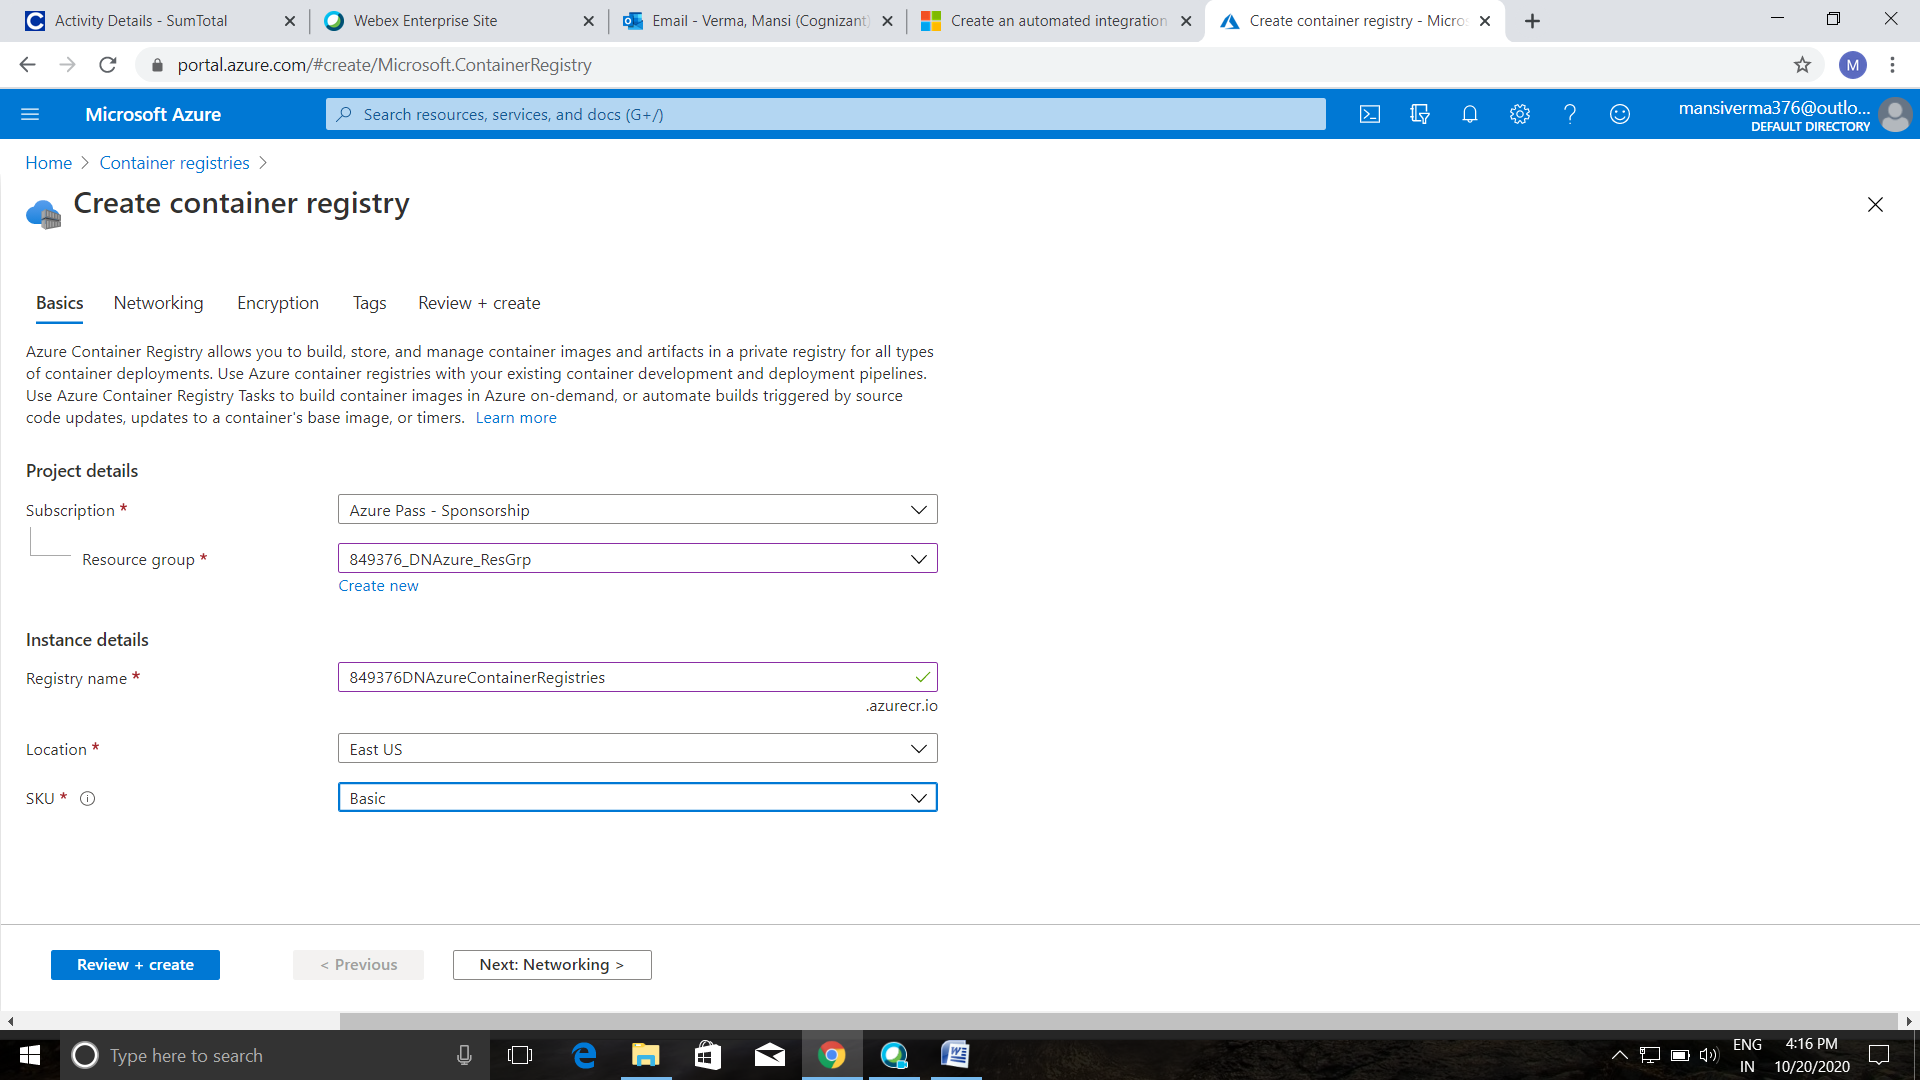 Activity Details - SumTotal
Webex Enterprise Site
Email - Verma, Mansi (Cognizant)
Create an automated integration
Create container registry - Micro
portal.azure.com/#create/Microsoft.ContainerRegistry
M
Microsoft Azure
Search resources, services, and docs (G+/)
mansiverma376@outlo...
DEFAULT DIRECTORY
Home > Container registries >
Create container registry
Basics Networking Encryption Tags Review + create
Azure Container Registry allows you to build, store, and manage container images and artifacts in a private registry for all types
of container deployments. Use Azure container registries with your existing container development and deployment pipelines.
Use Azure Container Registry Tasks to build container images in Azure on-demand, or automate builds triggered by source
code updates, updates to a container's base image, or timers. Learn more
Project details
Subscription *
Azure Pass - Sponsorship
Resource group *
849376_DNAzure_ResGrp
Create new
Instance details
Registry name *
849376DNAzureContainerRegistries
.azurecr.io
Location *
East US
SKU *
Basic
Review + create
< Previous
Next: Networking >
Type here to search
ENG
IN
4:16 PM
10/20/2020